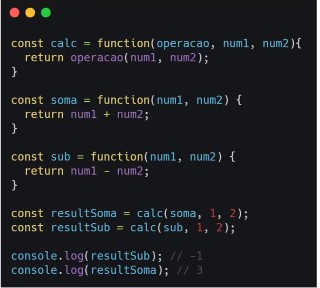 const calc = function(operacao, num1, num2){
  return operacao(num1, num2);
}
const soma = function(num1, num2) {
  return num1 + num2;
}
const sub = function(num1, num2) {
  return num1 - num2;
}
const resultSoma = calc(soma, 1, 2);
const resultSub = calc(sub, 1, 2);
console.log(resultSub); // -1
console.log(resultSoma); // 3